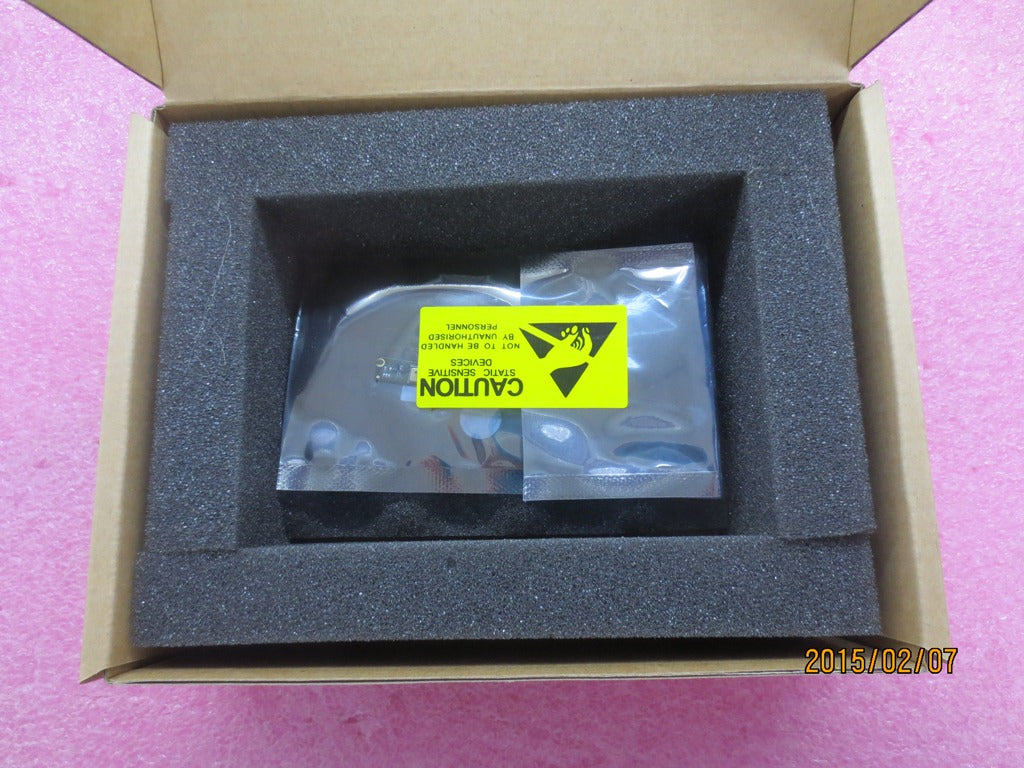 CAUTION
STATIC SENSITIVE
DEVICES
NOT TO BE HANDLED
BY UNAUTHORISED
PERSONNEL
2015/02/07